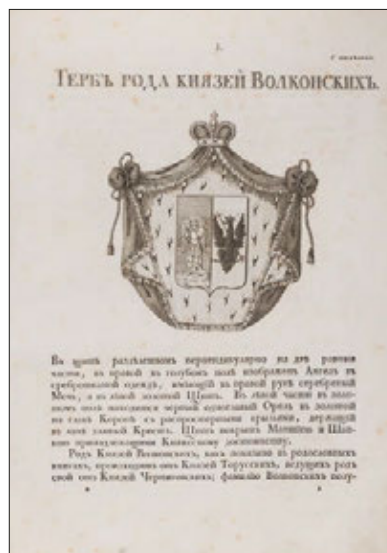 3.
Гербъ рода князей Волконскихъ.
Въ щитѣ раздѣленномъ перпендикулярно на двѣ равныя
части, въ правой въ голубомъ полѣ изображенъ Ангелъ въ
сребротканой одеждѣ, имѣющій въ правой рукѣ серебреный
Мечь, а въ лѣвой золотой Щитъ. Въ лѣвой части въ золо-
томъ полѣ находится черный одноглавый Орелъ въ золотой
на главѣ Коронѣ съ распростертыми крыльями, держащій
въ лапѣ златый Крестъ. Щитъ покрытъ Мантіею и Шап-
кою принадлежащими Княжескому достоинству.
Родъ Князей Волконскихъ, какъ показано въ родословныхъ
книгахъ, происходитъ отъ Князей Торусскихъ, ведущихъ родъ
свой отъ Князей Черниговскихъ; фамилію Волконскихъ полу-